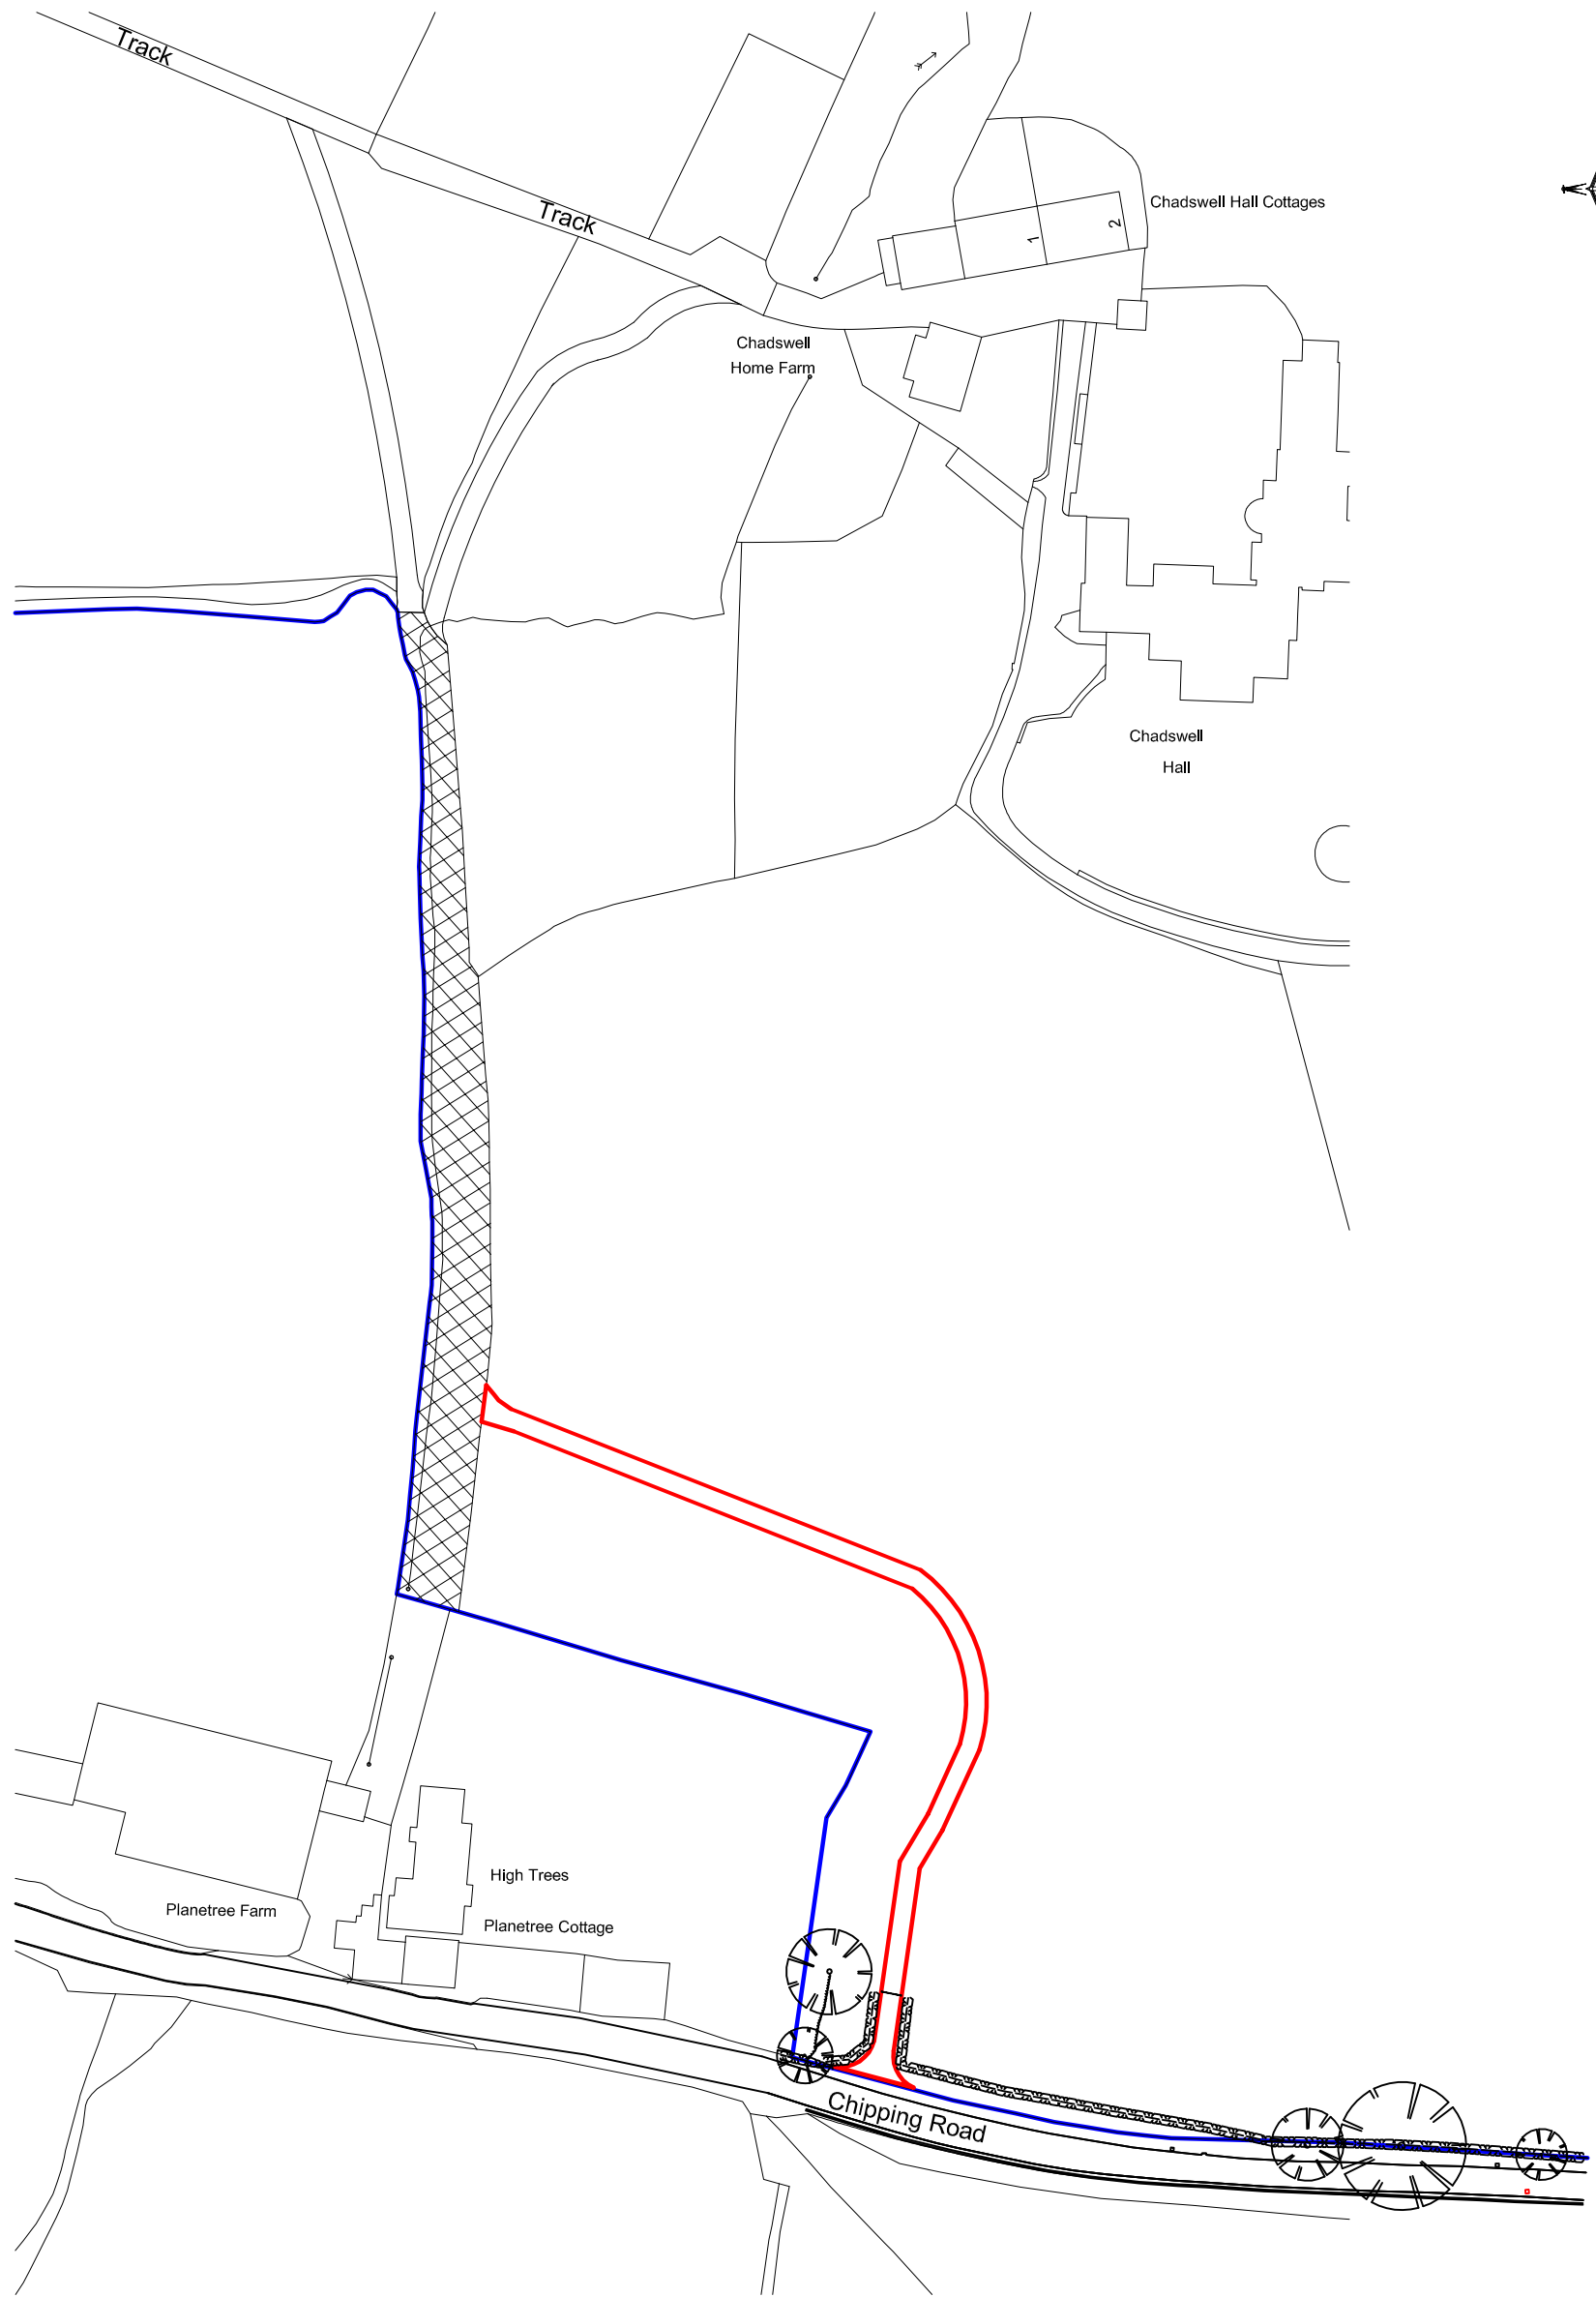 Track
Track
Chadswell Hall Cottages
1
2
Chadswell
Home Farm
Chadswell
Hall
High Trees
Planetree Farm
Planetree Cottage
Chipping Road